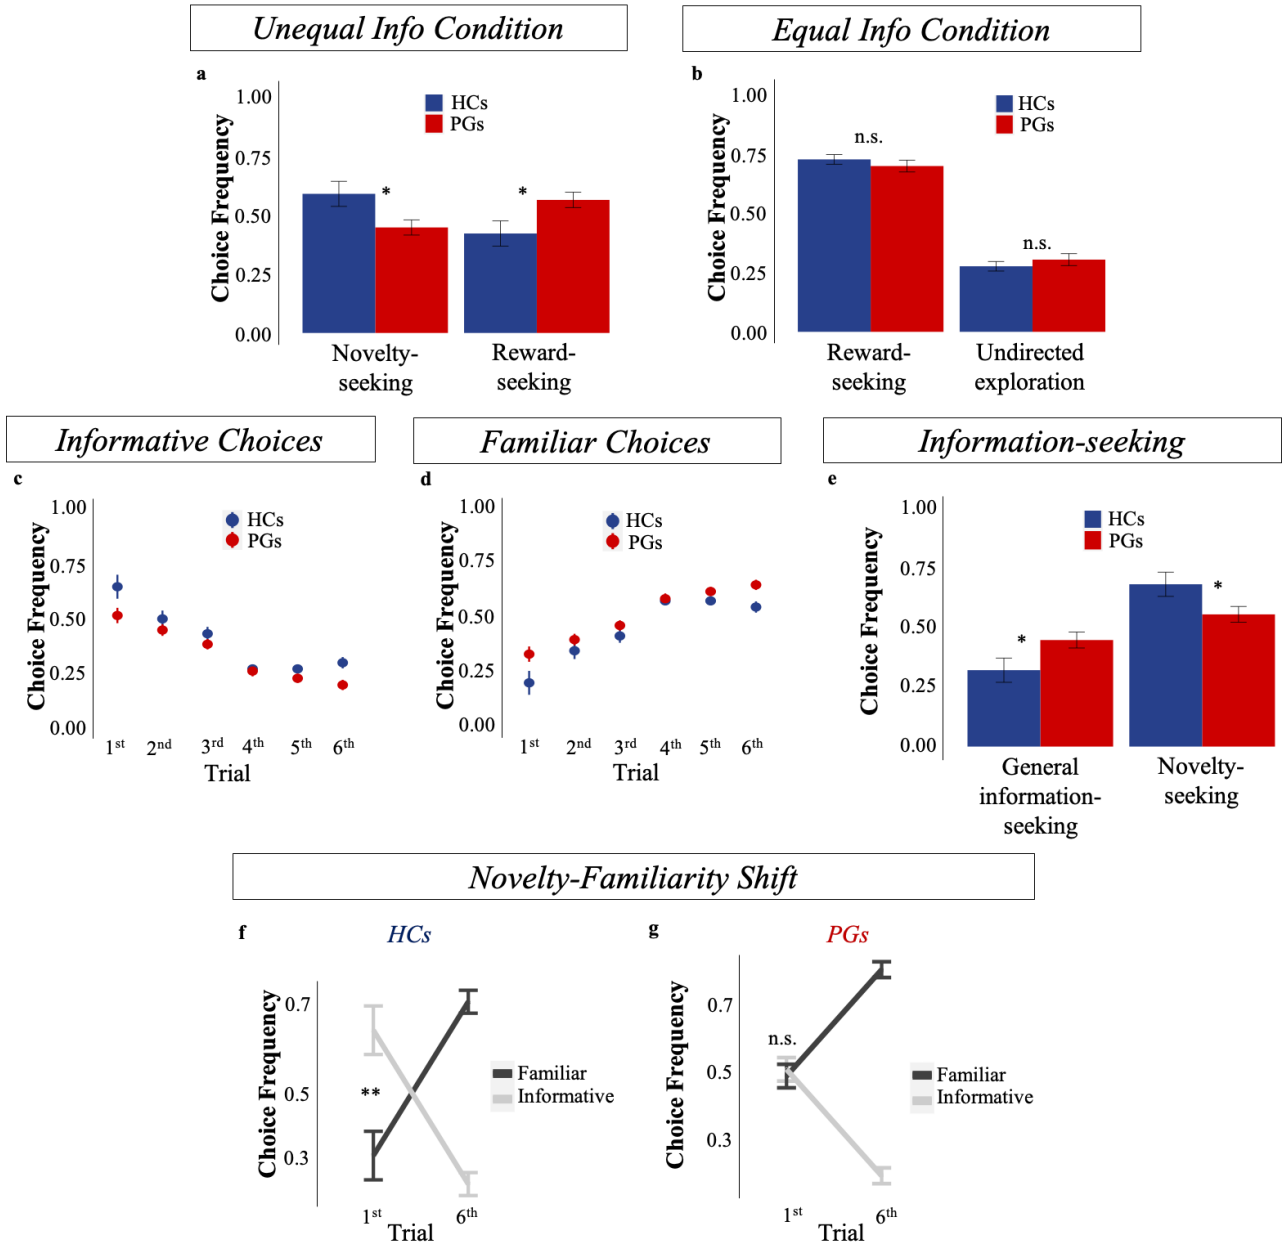 Unequal Info Condition
Equal Info Condition
a
Choice Frequency
1.00
0.75
0.50
0.25
0.00
HCs
PGs
*
*
Novelty-
seeking
Reward-
seeking
b
Choice Frequency
1.00
0.75
0.50
0.25
0.00
HCs
PGs
n.s.
n.s.
Reward-
seeking
Undirected
exploration
Informative Choices
Familiar Choices
Information-seeking
c
Choice Frequency
1.00
0.75
0.50
0.25
0.00
HCs
PGs
1st
2nd
3rd
4th
5th
6th
Trial
d
Choice Frequency
1.00
0.75
0.50
0.25
0.00
HCs
PGs
1st
2nd
3rd
4th
5th
6th
Trial
e
Choice Frequency
1.00
0.75
0.50
0.25
0.00
HCs
PGs
*
*
General
information-
seeking
Novelty-
seeking
Novelty-Familiarity Shift
f
HCs
Choice Frequency
0.7
0.5
0.3
**
Familiar
Informative
1st
6th
Trial
g
PGs
Choice Frequency
0.7
0.5
0.3
n.s.
Familiar
Informative
1st
6th
Trial